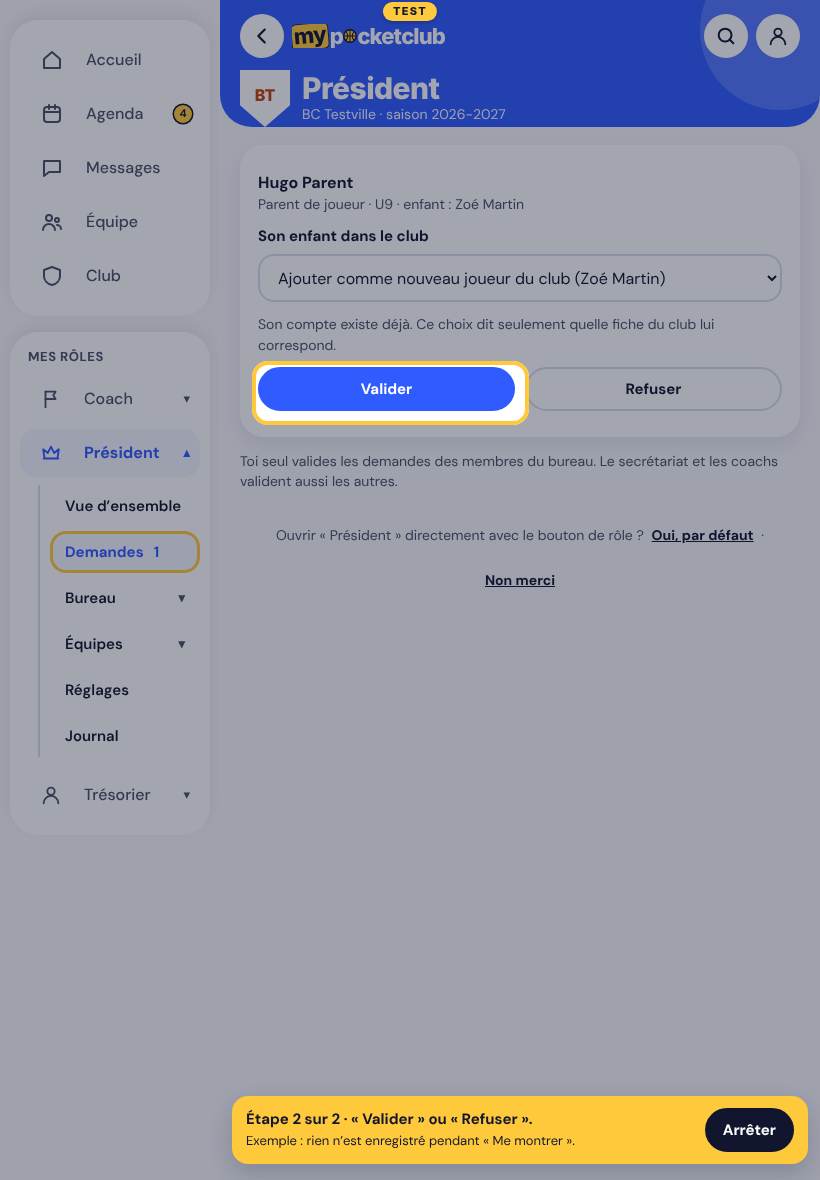 TEST
mypocketclub
BT
Président
BC Testville · saison 2026-2027
Accueil
Agenda 4
Messages
Équipe
Club
MES RÔLES
Coach ▾
Président ▴
Vue d’ensemble
Demandes 1
Bureau ▾
Équipes ▾
Réglages
Journal
Trésorier ▾
Hugo Parent
Parent de joueur · U9 · enfant : Zoé Martin
Son enfant dans le club
Ajouter comme nouveau joueur du club (Zoé Martin)
Son compte existe déjà. Ce choix dit seulement quelle fiche du club lui
correspond.
Valider
Refuser
Toi seul valides les demandes des membres du bureau. Le secrétariat et les coachs
valident aussi les autres.
Ouvrir « Président » directement avec le bouton de rôle ? Oui, par défaut ·
Non merci
Étape 2 sur 2 · « Valider » ou « Refuser ».
Exemple : rien n’est enregistré pendant « Me montrer ».
Arrêter